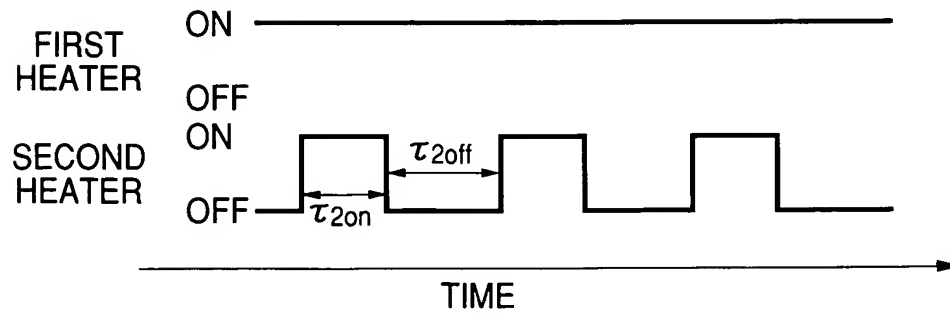 FIRST
HEATER
ON
OFF
SECOND
HEATER
ON
OFF
τ2on
τ2off
TIME